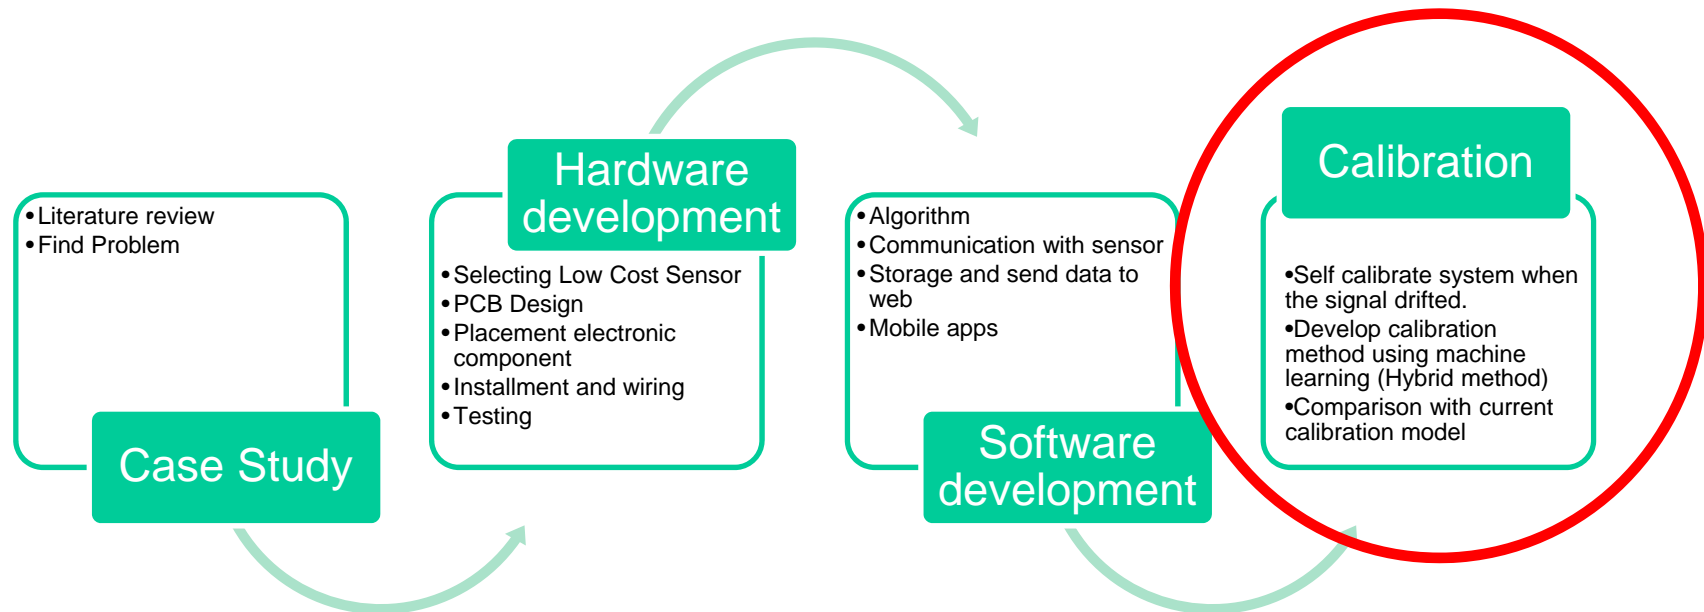 •Literature review
•Find Problem
Case Study
Hardware
development
•Selecting Low Cost Sensor
•PCB Design
•Placement electronic
component
•Installment and wiring
•Testing
•Algorithm
•Communication with sensor
•Storage and send data to
web
•Mobile apps
Software
development
Calibration
•Self calibrate system when
the signal drifted.
•Develop calibration
method using machine
learning (Hybrid method)
•Comparison with current
calibration model